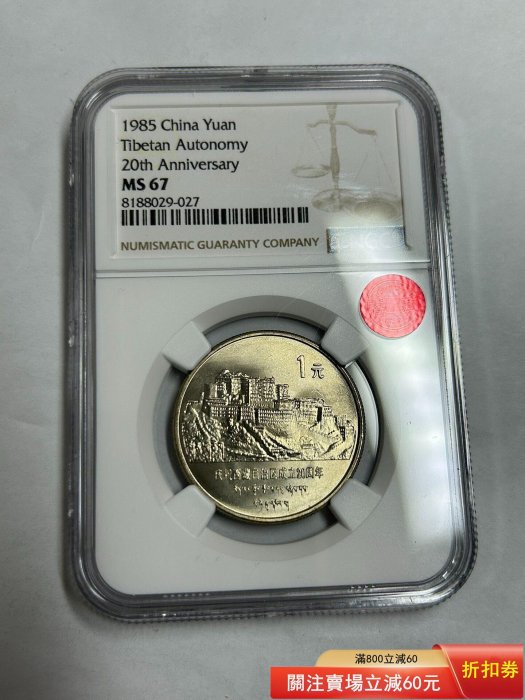 1985 China Yuan
Tibetan Autonomy
20th Anniversary
MS 67
8188029-027
NUMISMATIC GUARANTY COMPANY
1元
西藏自治区成立20周年
滿800立減60
關注賣場立減60元
折扣券